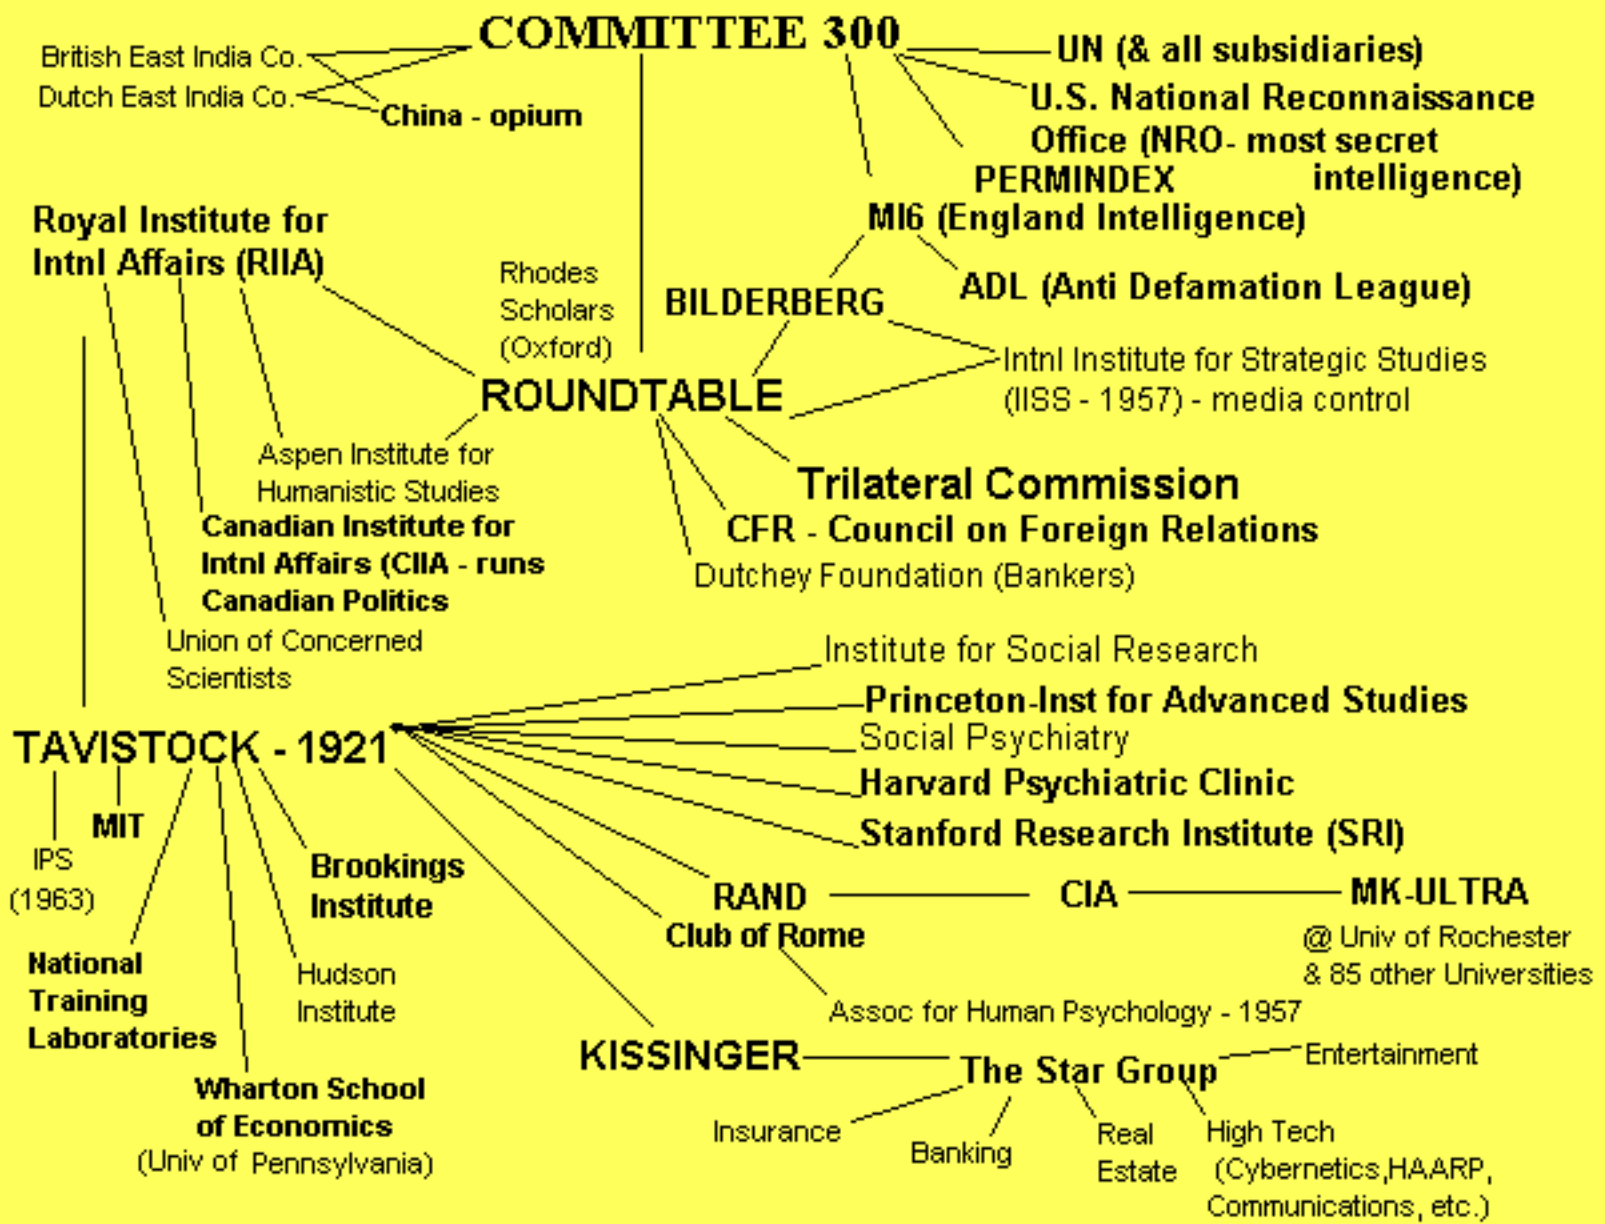 COMMITTEE 300
British East India Co.
Dutch East India Co.
China - opium
UN (& all subsidiaries)
U.S. National Reconnaissance
Office (NRO- most secret
intelligence)
PERMINDEX
MI6 (England Intelligence)
ADL (Anti Defamation League)
BILDERBERG
Royal Institute for
Intnl Affairs (RIIA)
Rhodes
Scholars
(Oxford)
ROUNDTABLE
Intnl Institute for Strategic Studies
(IISS - 1957) - media control
Aspen Institute for
Humanistic Studies
Canadian Institute for
Intnl Affairs (CIIA - runs
Canadian Politics
Union of Concerned
Scientists
Trilateral Commission
CFR - Council on Foreign Relations
Dutchey Foundation (Bankers)
TAVISTOCK - 1921
Institute for Social Research
Princeton-Inst for Advanced Studies
Social Psychiatry
Harvard Psychiatric Clinic
Stanford Research Institute (SRI)
RAND
CIA
MK-ULTRA
@ Univ of Rochester
& 85 other Universities
Club of Rome
Assoc for Human Psychology - 1957
IPS
(1963)
MIT
Brookings
Institute
National
Training
Laboratories
Hudson
Institute
Wharton School
of Economics
(Univ of Pennsylvania)
KISSINGER
The Star Group
Entertainment
Insurance
Banking
Real
Estate
High Tech
(Cybernetics,HAARP,
Communications, etc.)